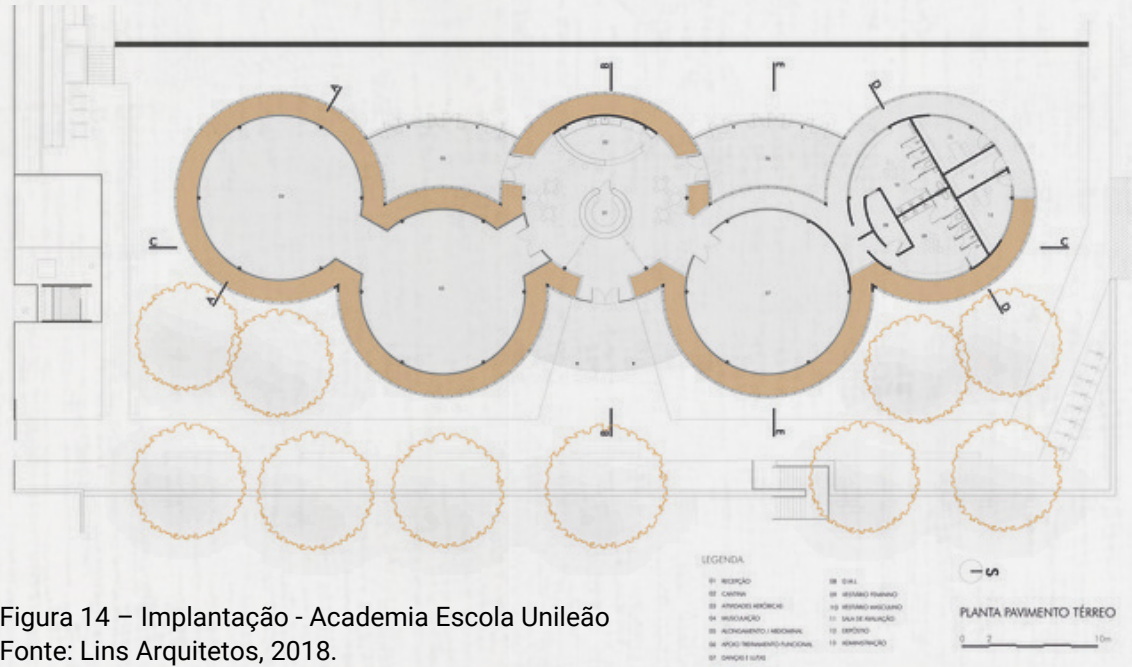 A
B
E
D
C
C
A
D
B
E
LEGENDA
01 RECEPÇÃO
02 CANTINA
03 ATIVIDADES AERÓBICAS
04 MUSCULAÇÃO
05 ALONGAMENTO / ABDOMINAL
06 APOIO TREINAMENTO FUNCIONAL
07 DANÇAS E LUTAS
08 D.M.L
09 VESTIÁRIO FEMININO
10 VESTIÁRIO MASCULINO
11 SALA DE AVALIAÇÃO
12 DEPÓSITO
13 ADMINISTRAÇÃO
S
PLANTA PAVIMENTO TÉRREO
0 2 10m
Figura 14 – Implantação - Academia Escola Unileão
Fonte: Lins Arquitetos, 2018.